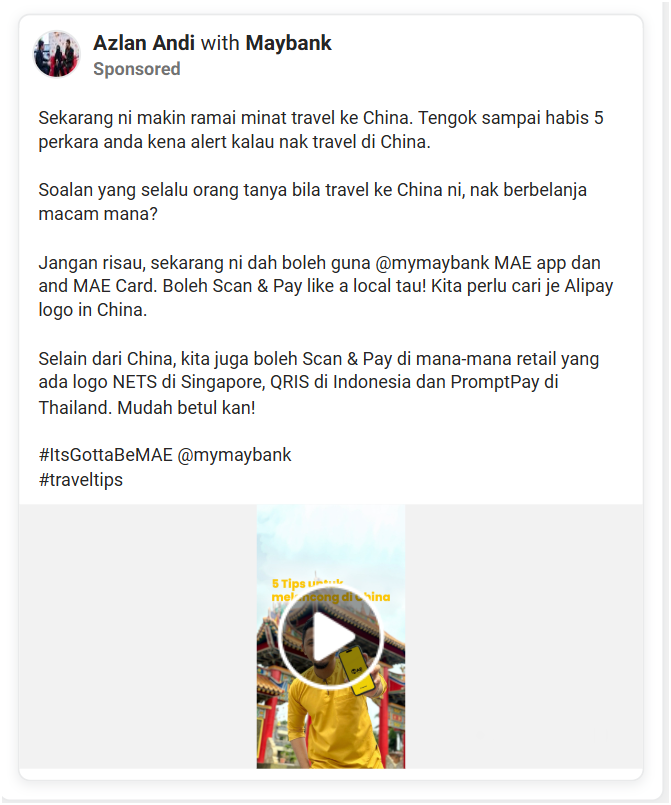 Azlan Andi with Maybank
Sponsored
Sekarang ni makin ramai minat travel ke China. Tengok sampai habis 5
perkara anda kena alert kalau nak travel di China.
Soalan yang selalu orang tanya bila travel ke China ni, nak berbelanja
macam mana?
Jangan risau, sekarang ni dah boleh guna @mymaybank MAE app dan
and MAE Card. Boleh Scan & Pay like a local tau! Kita perlu cari je Alipay
logo in China.
Selain dari China, kita juga boleh Scan & Pay di mana-mana retail yang
ada logo NETS di Singapore, QRIS di Indonesia dan PromptPay di
Thailand. Mudah betul kan!
#ItsGottaBeMAE @mymaybank
#traveltips
5 Tips untuk
melancong di China